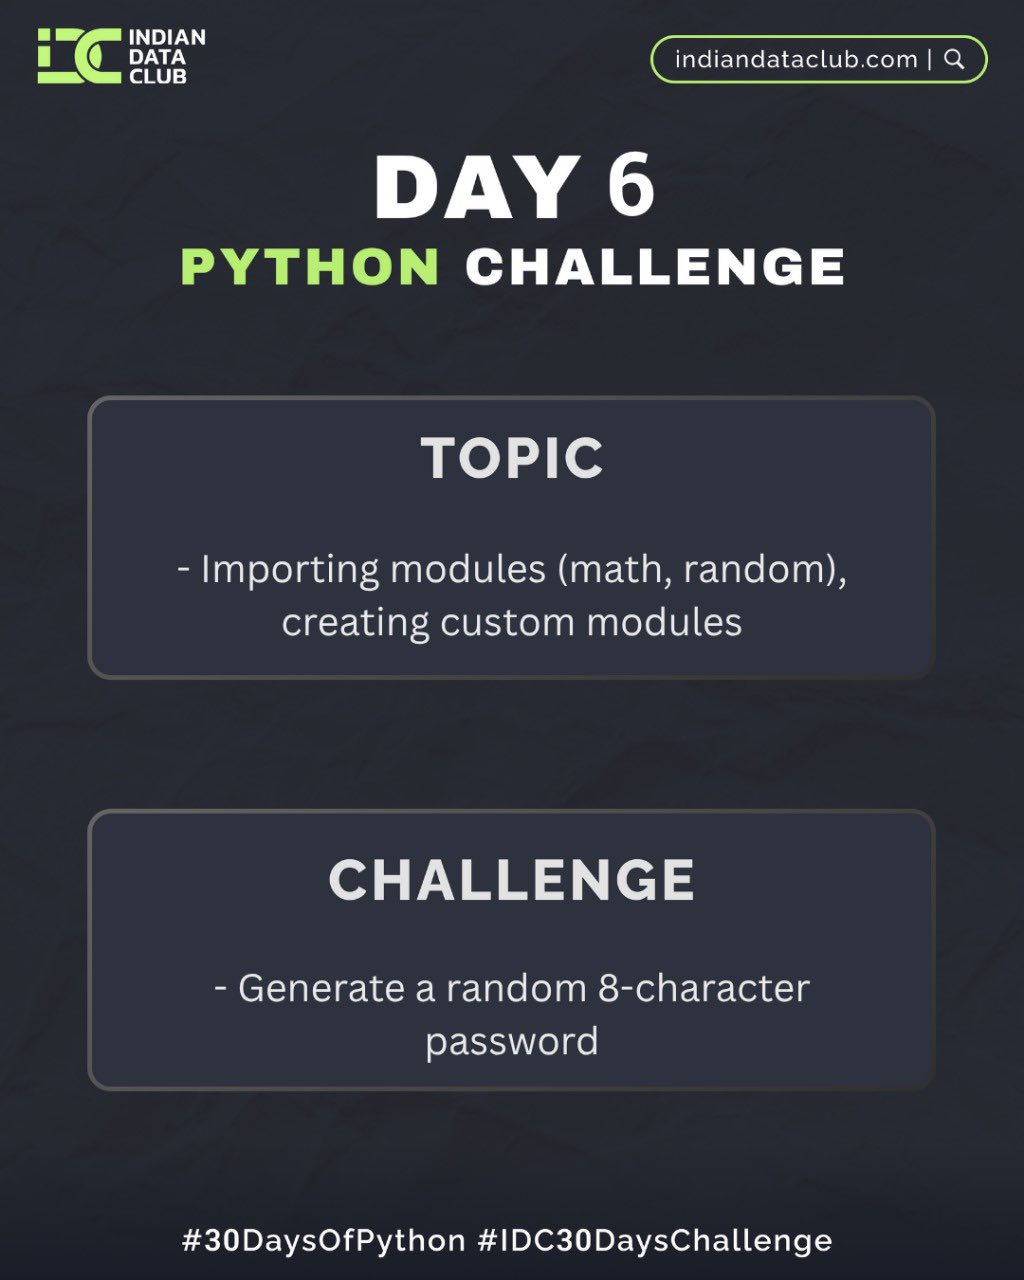 INDIAN
DATA
CLUB
indiandataclub.com |
DAY 6
PYTHON CHALLENGE
TOPIC
- Importing modules (math, random),
creating custom modules
CHALLENGE
- Generate a random 8-character
password
#30DaysOfPython #IDC30DaysChallenge